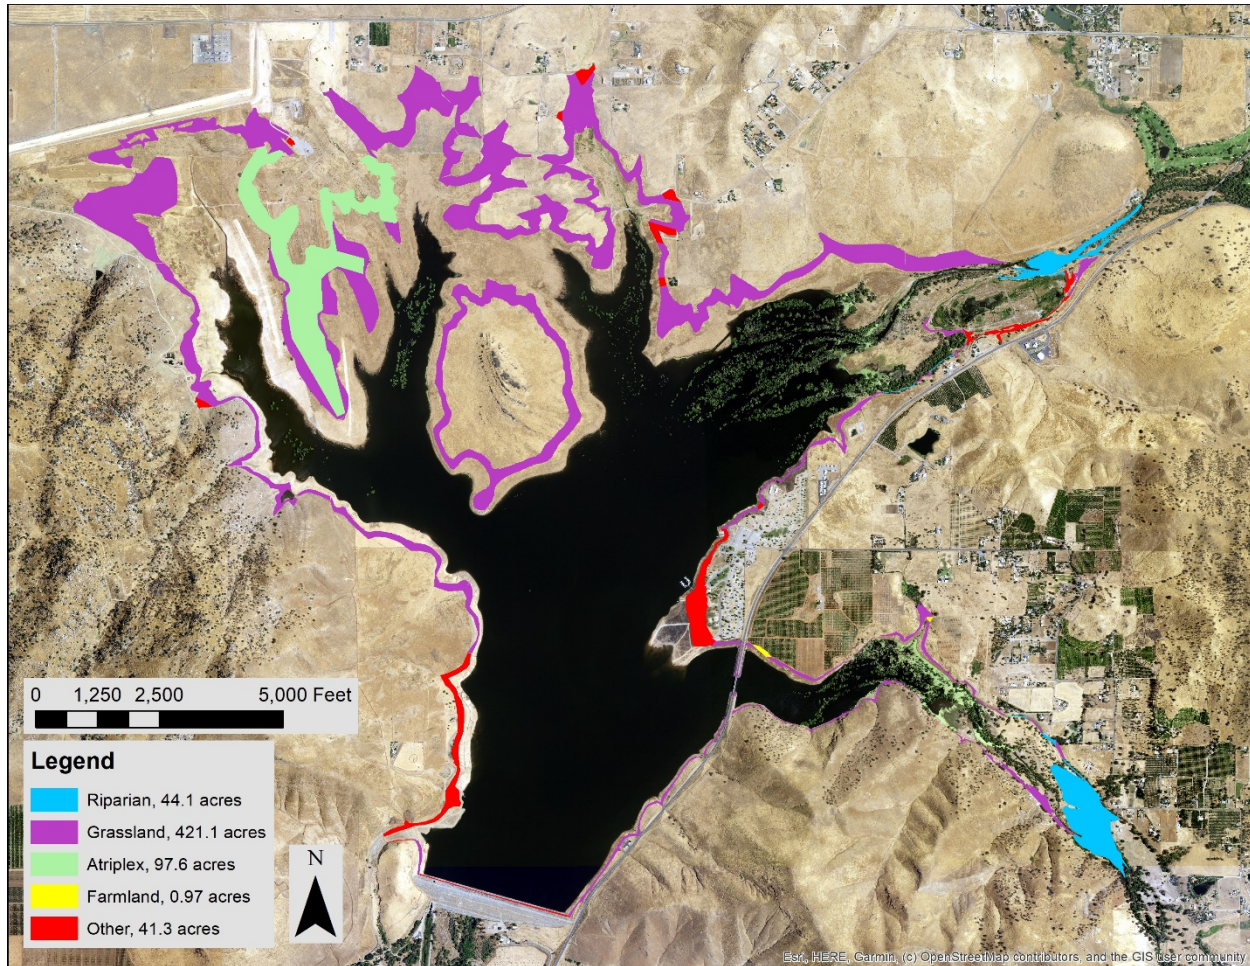 0 1,250 2,500 5,000 Feet
Legend
Riparian, 44.1 acres
Grassland, 421.1 acres
Atriplex, 97.6 acres
Farmland, 0.97 acres
Other, 41.3 acres
N
Esri, HERE, Garmin, (c) OpenStreetMap contributors, and the GIS user community